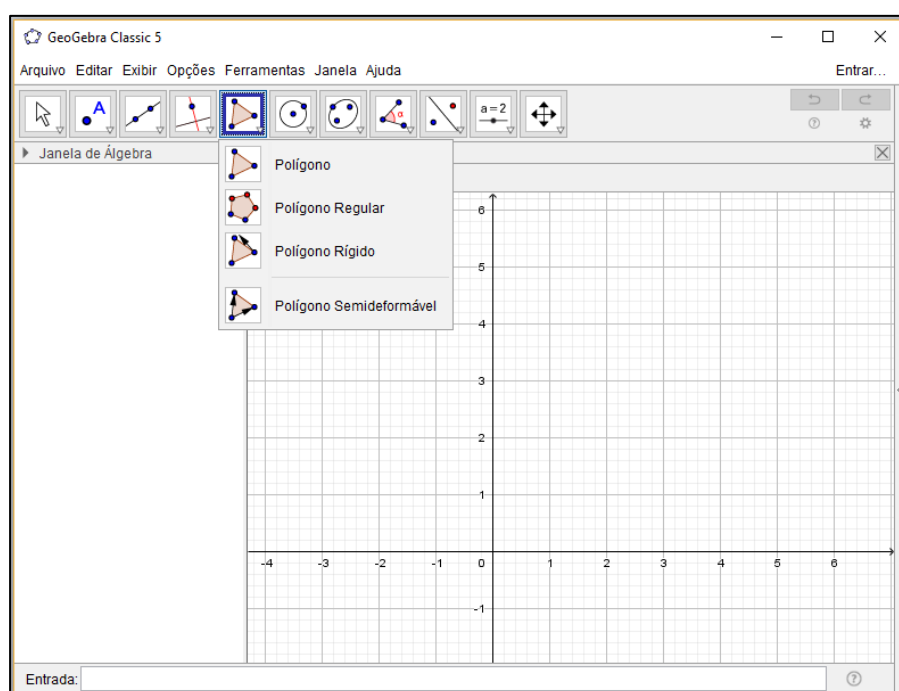 GeoGebra Classic 5
Arquivo Editar Exibir Opções Ferramentas Janela Ajuda Entrar...
A α a=2
Janela de Álgebra
Polígono
Polígono Regular
Polígono Rígido
Polígono Semideformável
6
5
4
3
2
1
-4 -3 -2 -1 0 1 2 3 4 5 6
-1
Entrada: